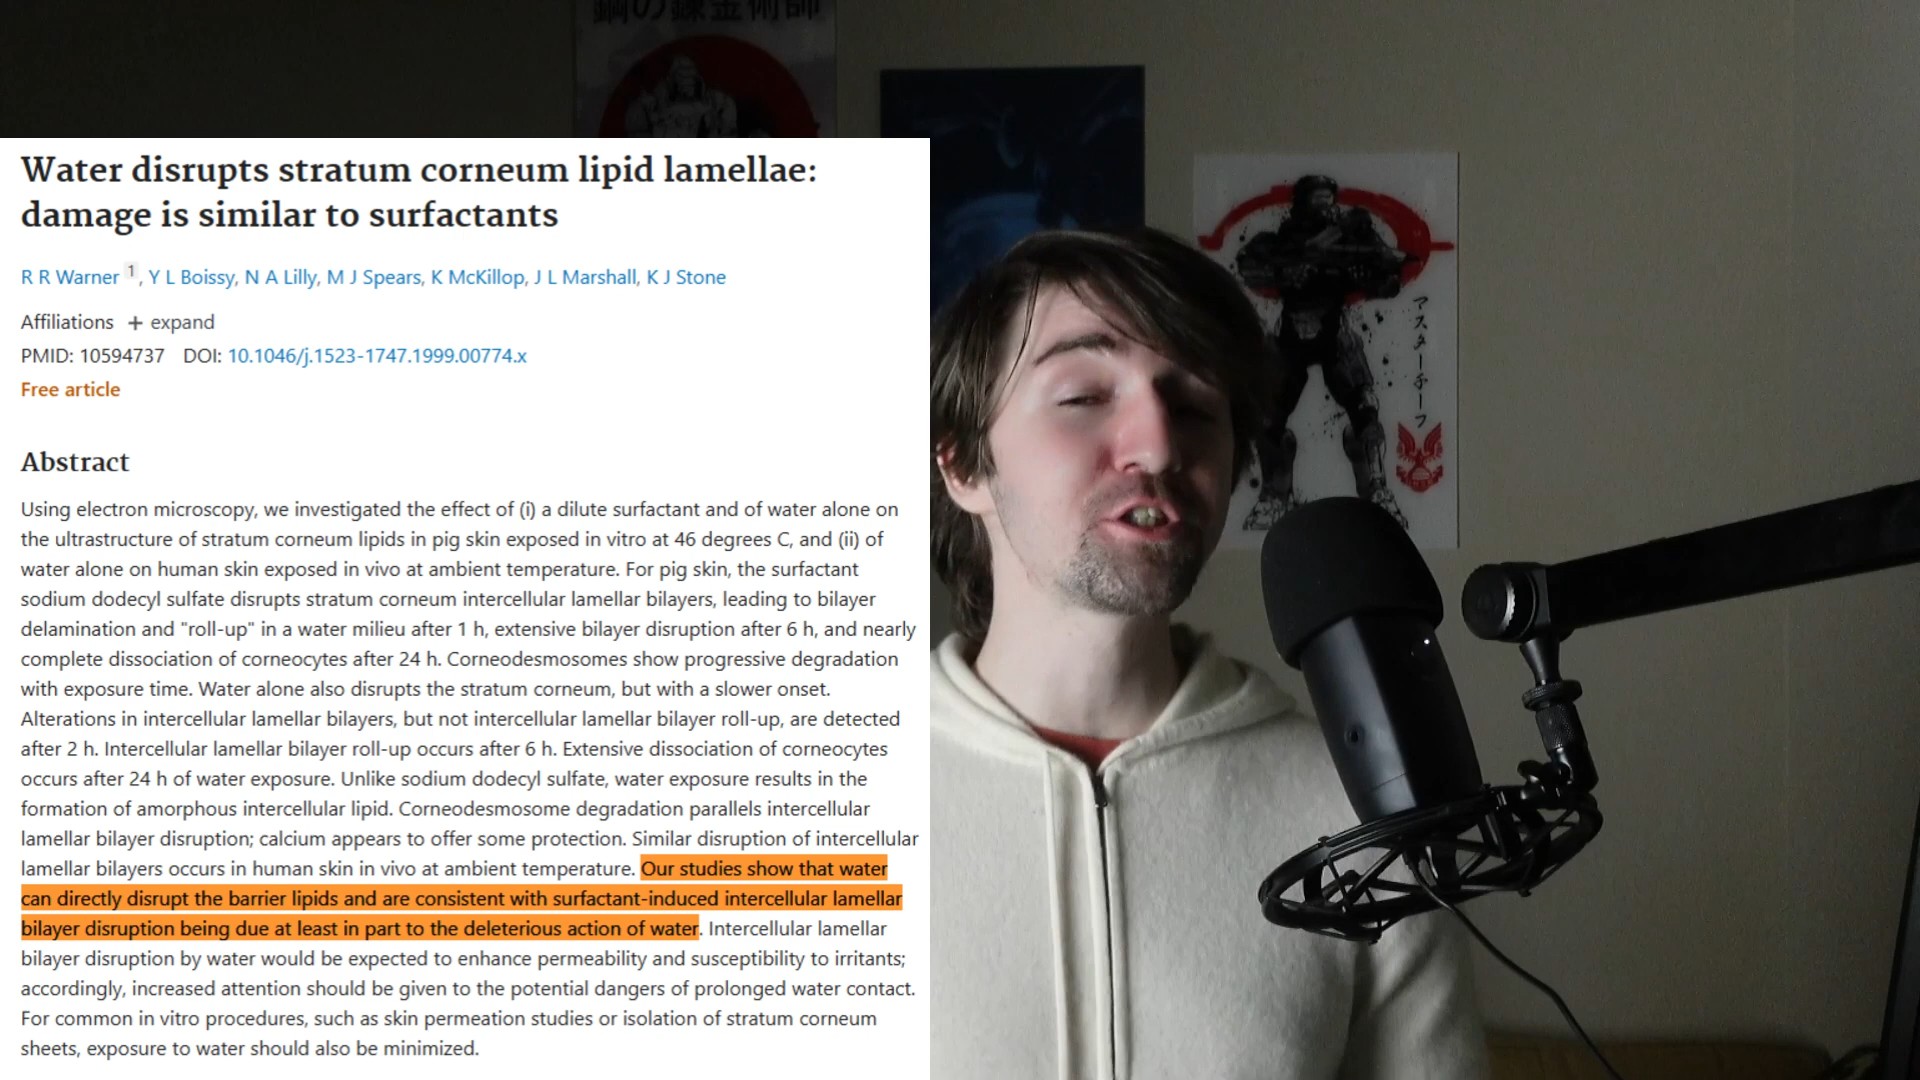 鋼の錬金術師
Water disrupts stratum corneum lipid lamellae:
damage is similar to surfactants
R R Warner 1, Y L Boissy, N A Lilly, M J Spears, K McKillop, J L Marshall, K J Stone
Affiliations + expand
PMID: 10594737 DOI: 10.1046/j.1523-1747.1999.00774.x
Free article
Abstract
Using electron microscopy, we investigated the effect of (i) a dilute surfactant and of water alone on
the ultrastructure of stratum corneum lipids in pig skin exposed in vitro at 46 degrees C, and (ii) of
water alone on human skin exposed in vivo at ambient temperature. For pig skin, the surfactant
sodium dodecyl sulfate disrupts stratum corneum intercellular lamellar bilayers, leading to bilayer
delamination and "roll-up" in a water milieu after 1 h, extensive bilayer disruption after 6 h, and nearly
complete dissociation of corneocytes after 24 h. Corneodesmosomes show progressive degradation
with exposure time. Water alone also disrupts the stratum corneum, but with a slower onset.
Alterations in intercellular lamellar bilayers, but not intercellular lamellar bilayer roll-up, are detected
after 2 h. Intercellular lamellar bilayer roll-up occurs after 6 h. Extensive dissociation of corneocytes
occurs after 24 h of water exposure. Unlike sodium dodecyl sulfate, water exposure results in the
formation of amorphous intercellular lipid. Corneodesmosome degradation parallels intercellular
lamellar bilayer disruption; calcium appears to offer some protection. Similar disruption of intercellular
lamellar bilayers occurs in human skin in vivo at ambient temperature. Our studies show that water
can directly disrupt the barrier lipids and are consistent with surfactant-induced intercellular lamellar
bilayer disruption being due at least in part to the deleterious action of water. Intercellular lamellar
bilayer disruption by water would be expected to enhance permeability and susceptibility to irritants;
accordingly, increased attention should be given to the potential dangers of prolonged water contact.
For common in vitro procedures, such as skin permeation studies or isolation of stratum corneum
sheets, exposure to water should also be minimized.
マスターチーフ